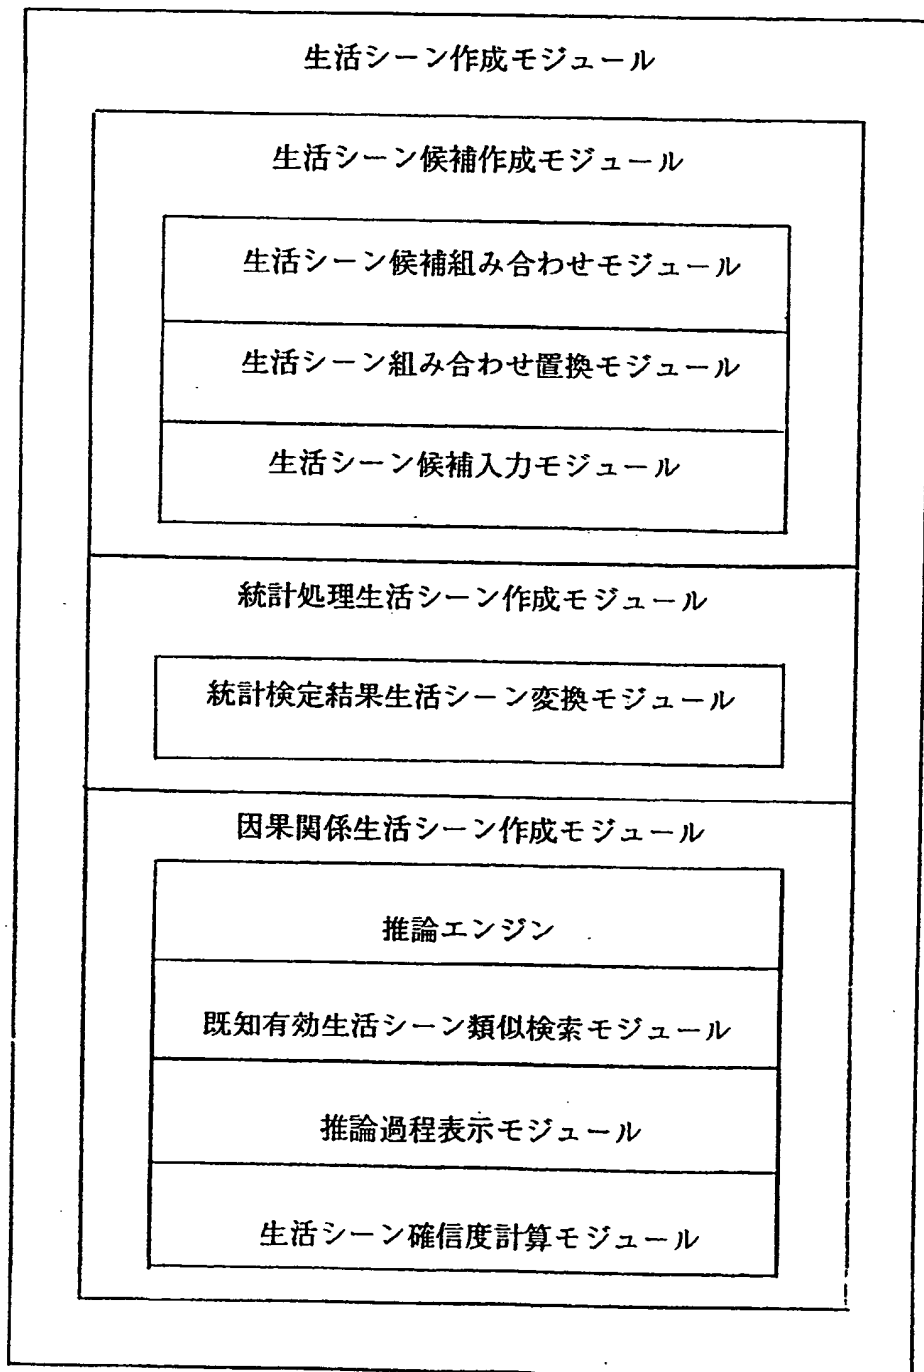 生活シーン作成モジュール
生活シーン候補作成モジュール
生活シーン候補組み合わせモジュール
生活シーン組み合わせ置換モジュール
生活シーン候補入力モジュール
統計処理生活シーン作成モジュール
統計検定結果生活シーン変換モジュール
因果関係生活シーン作成モジュール
推論エンジン
既知有効生活シーン類似検索モジュール
推論過程表示モジュール
生活シーン確信度計算モジュール